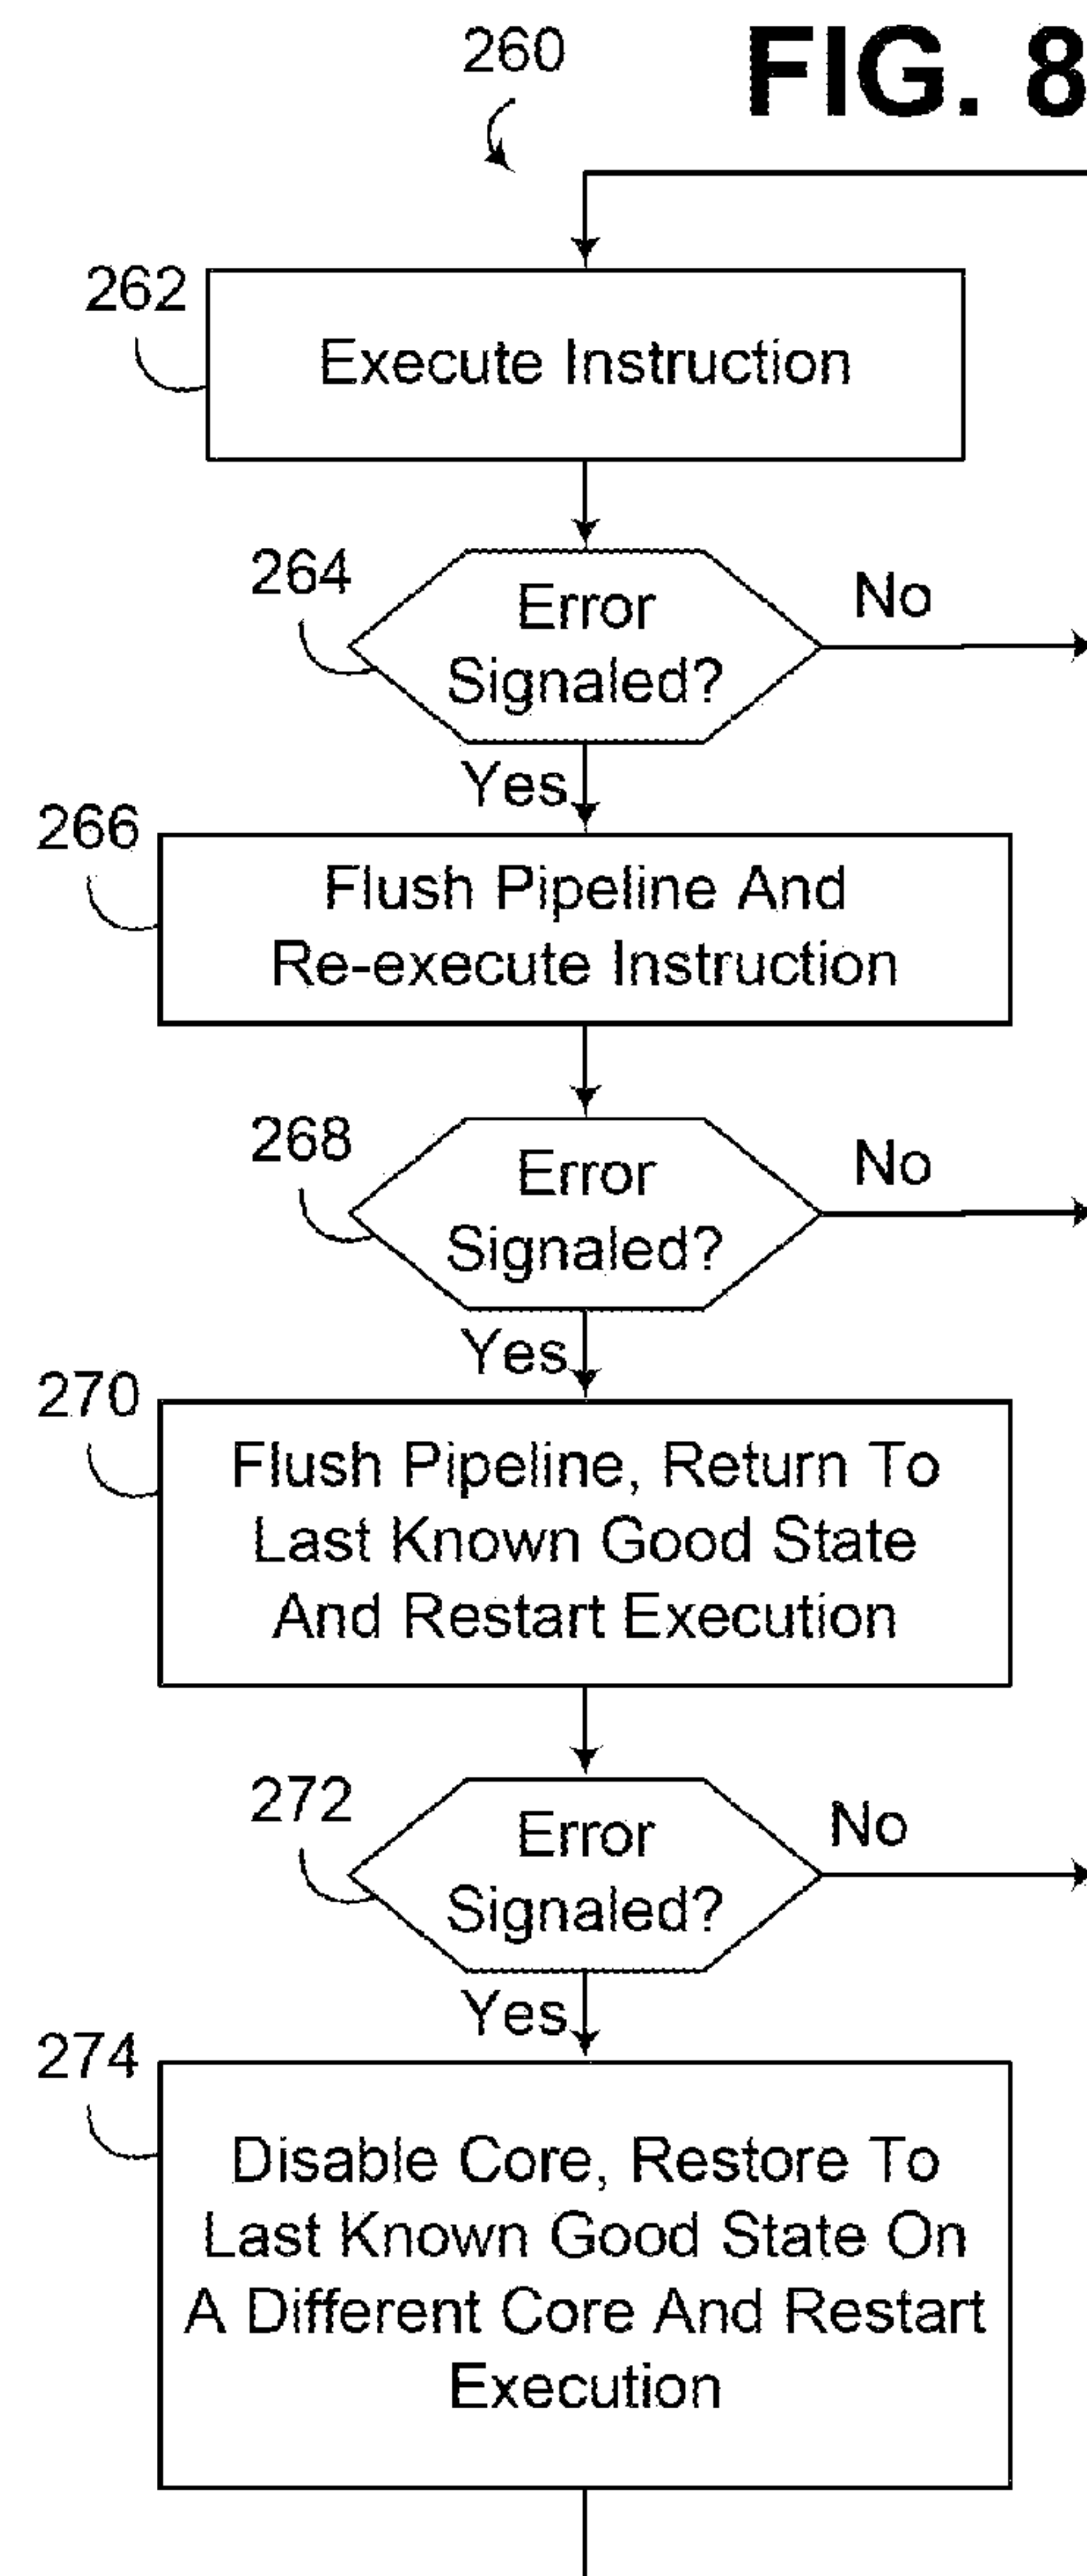 260
FIG. 8
262
Execute Instruction
264
Error
Signaled?
No
Yes
266
Flush Pipeline And
Re-execute Instruction
268
Error
Signaled?
No
Yes
270
Flush Pipeline, Return To
Last Known Good State
And Restart Execution
272
Error
Signaled?
No
Yes
274
Disable Core, Restore To
Last Known Good State On
A Different Core And Restart
Execution